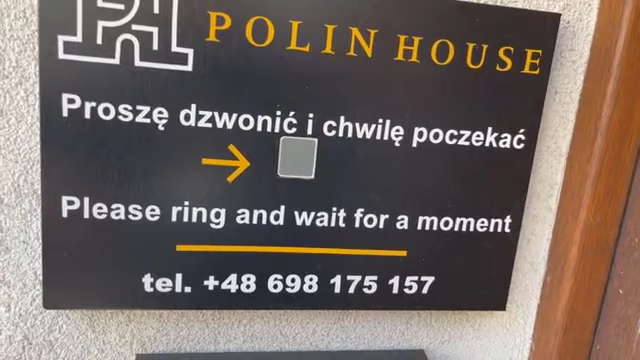 POLIN HOUSE
Proszę dzwonić i chwilę poczekać
Please ring and wait for a moment
tel. +48 698 175 157